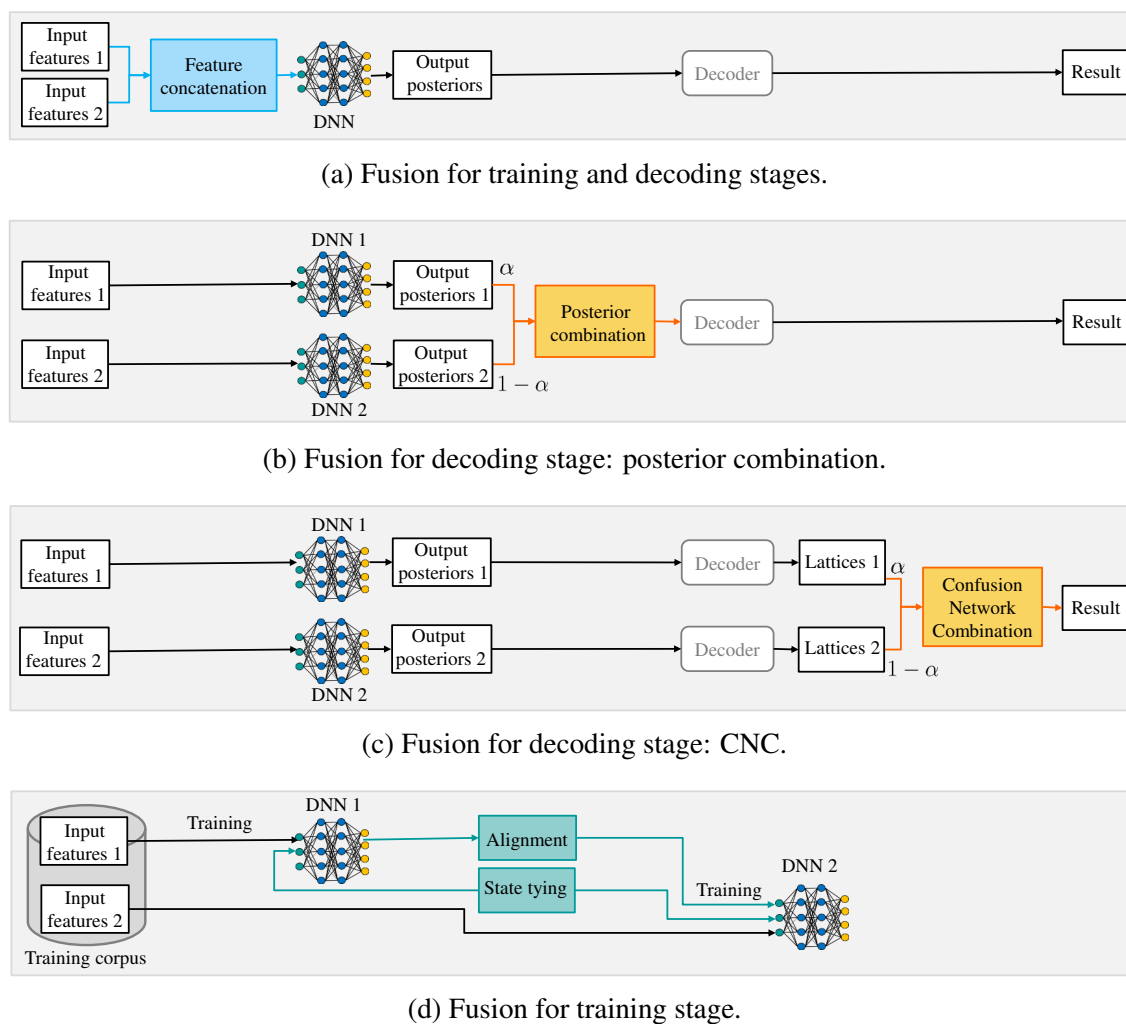 Input
features 1
Input
features 2
Feature
concatenation
DNN
Output
posteriors
Decoder
Result
(a) Fusion for training and decoding stages.
DNN 1
Input
features 1
Output
posteriors 1
α
Posterior
combination
Decoder
Result
Input
features 2
Output
posteriors 2
1 − α
DNN 2
(b) Fusion for decoding stage: posterior combination.
DNN 1
Input
features 1
Output
posteriors 1
Decoder
Lattices 1
α
Confusion
Network
Combination
Result
Input
features 2
Output
posteriors 2
Decoder
Lattices 2
1 − α
DNN 2
(c) Fusion for decoding stage: CNC.
DNN 1
Input
features 1
Training
Alignment
DNN 2
State tying
Training
Input
features 2
Training corpus
(d) Fusion for training stage.